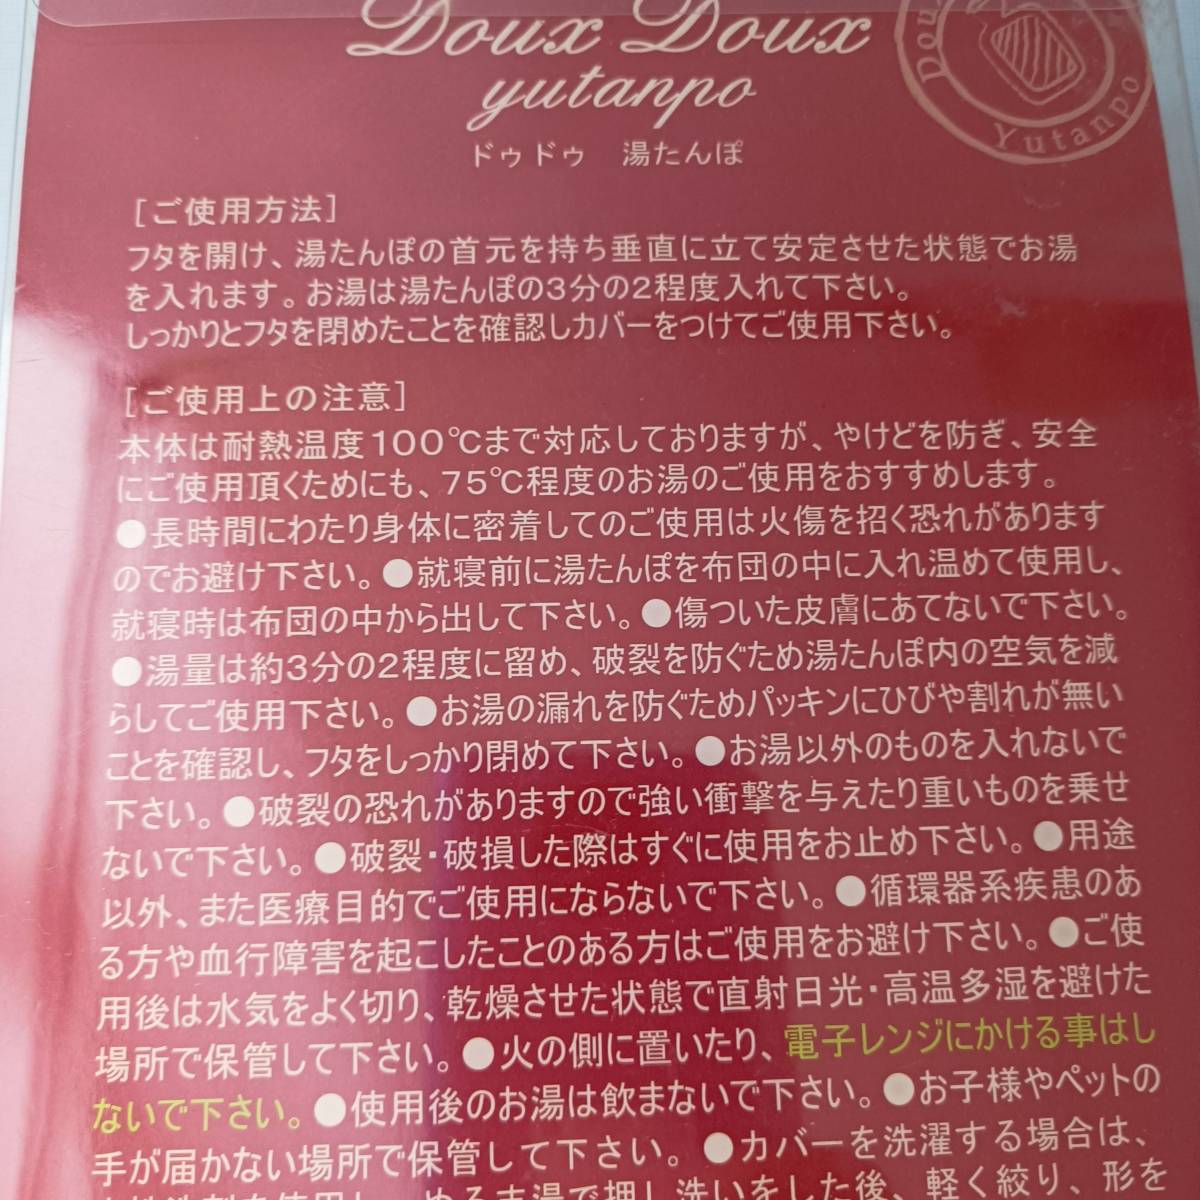 Doux Doux
yutanpo
Dou
Yutanpo
ドゥドゥ 湯たんぽ
[ご使用方法]
フタを開け、湯たんぽの首元を持ち垂直に立て安定させた状態でお湯
を入れます。お湯は湯たんぽの3分の2程度入れて下さい。
しっかりとフタを閉めたことを確認しカバーをつけてご使用下さい。
[ご使用上の注意]
本体は耐熱温度100℃まで対応しておりますが、やけどを防ぎ、安全
にご使用頂くためにも、75℃程度のお湯のご使用をおすすめします。
●長時間にわたり身体に密着してのご使用は火傷を招く恐れがあります
のでお避け下さい。●就寝前に湯たんぽを布団の中に入れ温めて使用し、
就寝時は布団の中から出して下さい。●傷ついた皮膚にあてないで下さい。
●湯量は約3分の2程度に留め、破裂を防ぐため湯たんぽ内の空気を減
らしてご使用下さい。●お湯の漏れを防ぐためパッキンにひびや割れが無い
ことを確認し、フタをしっかり閉めて下さい。●お湯以外のものを入れないで
下さい。●破裂の恐れがありますので強い衝撃を与えたり重いものを乗せ
ないで下さい。●破裂・破損した際はすぐに使用をお止め下さい。●用途
以外、また医療目的でご使用にならないで下さい。●循環器系疾患のあ
る方や血行障害を起こしたことのある方はご使用をお避け下さい。●ご使
用後は水気をよく切り、乾燥させた状態で直射日光・高温多湿を避けた
場所で保管して下さい。●火の側に置いたり、電子レンジにかける事はし
ないで下さい。●使用後のお湯は飲まないで下さい。●お子様やペットの
手が届かない場所で保管して下さい。●カバーを洗濯する場合は、
ぬるま湯で押し洗いをした後、軽く絞り、形を